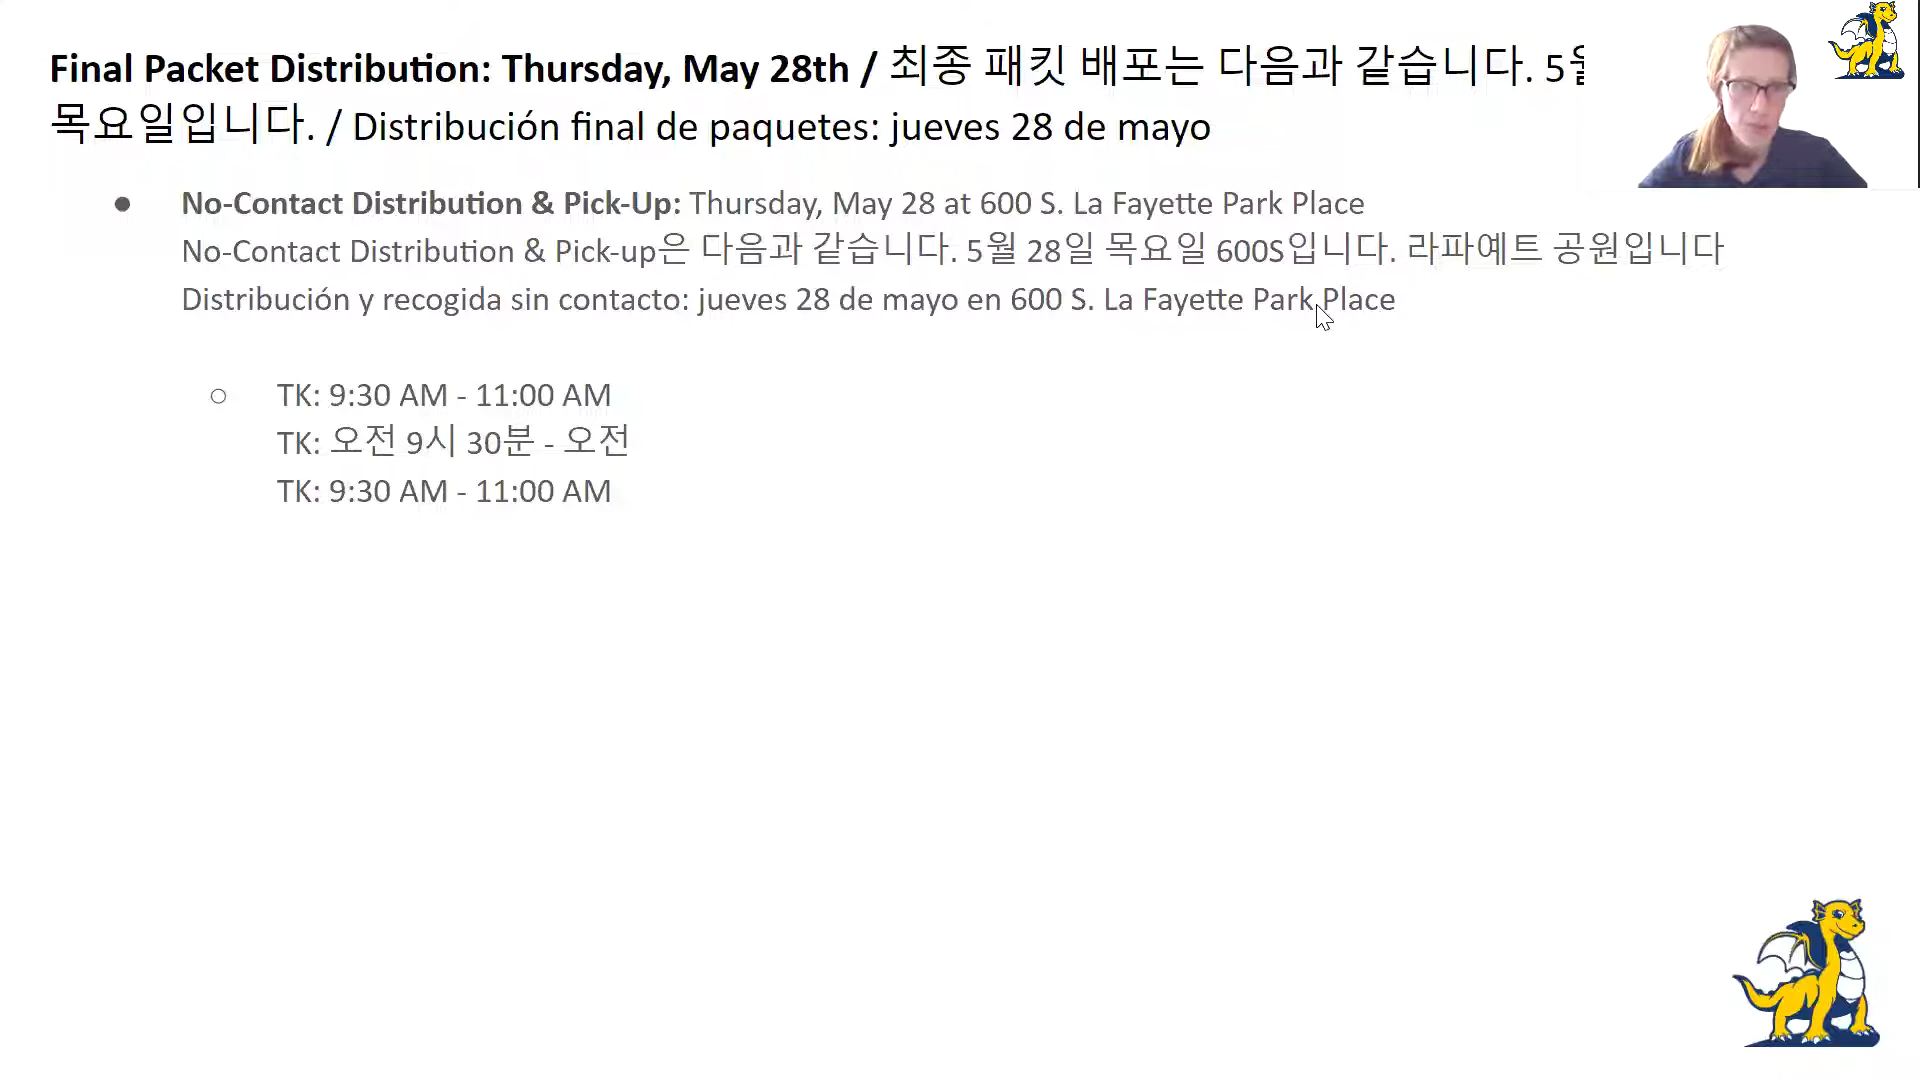 Final Packet Distribution: Thursday, May 28th / 최종 패킷 배포는 다음과 같습니다. 5
목요일입니다. / Distribución final de paquetes: jueves 28 de mayo
● No-Contact Distribution & Pick-Up: Thursday, May 28 at 600 S. La Fayette Park Place
No-Contact Distribution & Pick-up은 다음과 같습니다. 5월 28일 목요일 600S입니다. 라파예트 공원입니다
Distribución y recogida sin contacto: jueves 28 de mayo en 600 S. La Fayette Park Place
○ TK: 9:30 AM - 11:00 AM
TK: 오전 9시 30분 - 오전
TK: 9:30 AM - 11:00 AM